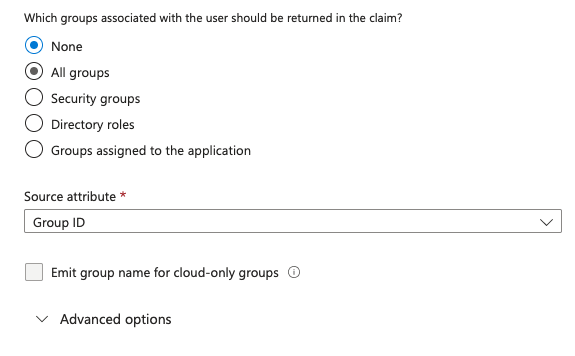 Which groups associated with the user should be returned in the claim?
None
All groups
Security groups
Directory roles
Groups assigned to the application
Source attribute *
Group ID
Emit group name for cloud-only groups
Advanced options